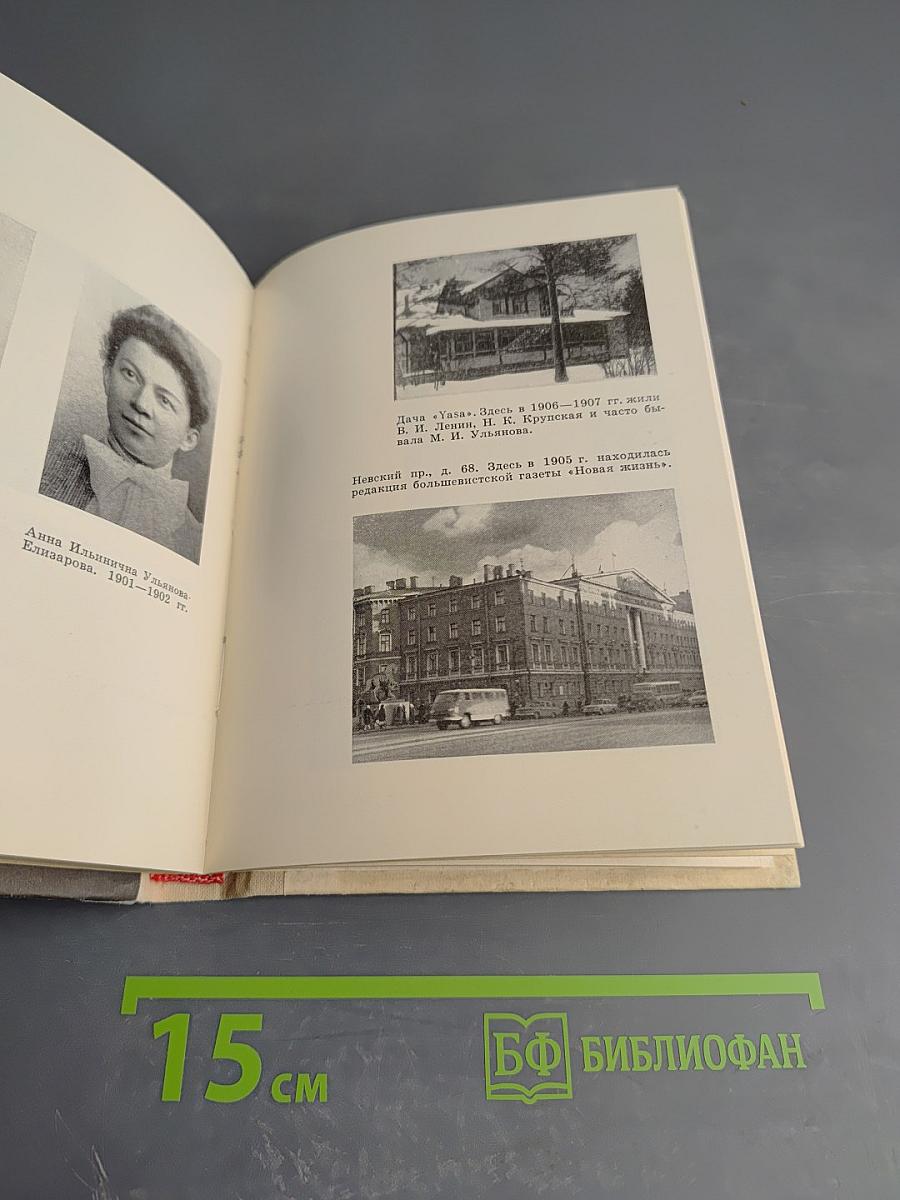 Анна Ильинична Ульянова-
Елизарова. 1901—1902 гг.
Дача «Yasa». Здесь в 1906—1907 гг. жили
В. И. Ленин, Н. К. Крупская и часто бы-
вала М. И. Ульянова.
Невский пр., д. 68. Здесь в 1905 г. находилась
редакция большевистской газеты «Новая жизнь».
15 см
БФ БИБЛИОФАН